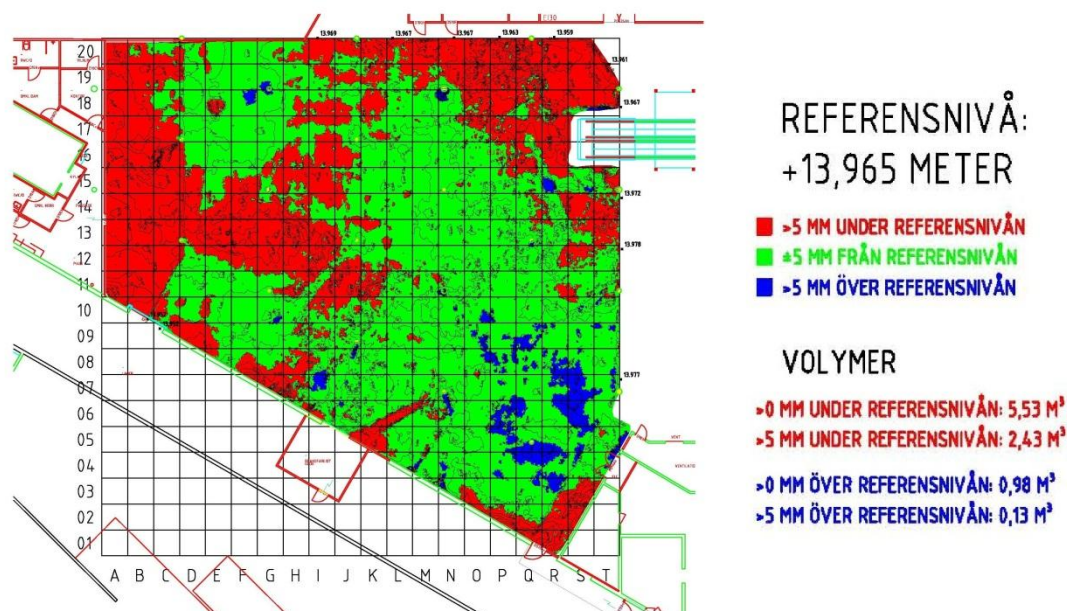 E130
13.969
13.967
13.967
13.963
13.959
13.961
13.967
13.972
13.978
13.977
20
19
18
17
16
15
14
13
12
11
10
09
08
07
06
05
04
03
02
01
A B C D E F G H I J K L M N O P Q R S T
VENT
REFERENSNIVÅ:
+13,965 METER
>5 MM UNDER REFERENSNIVÅN
±5 MM FRÅN REFERENSNIVÅN
>5 MM ÖVER REFERENSNIVÅN
VOLYMER
>0 MM UNDER REFERENSNIVÅN: 5,53 M³
>5 MM UNDER REFERENSNIVÅN: 2,43 M³
>0 MM ÖVER REFERENSNIVÅN: 0,98 M³
>5 MM ÖVER REFERENSNIVÅN: 0,13 M³